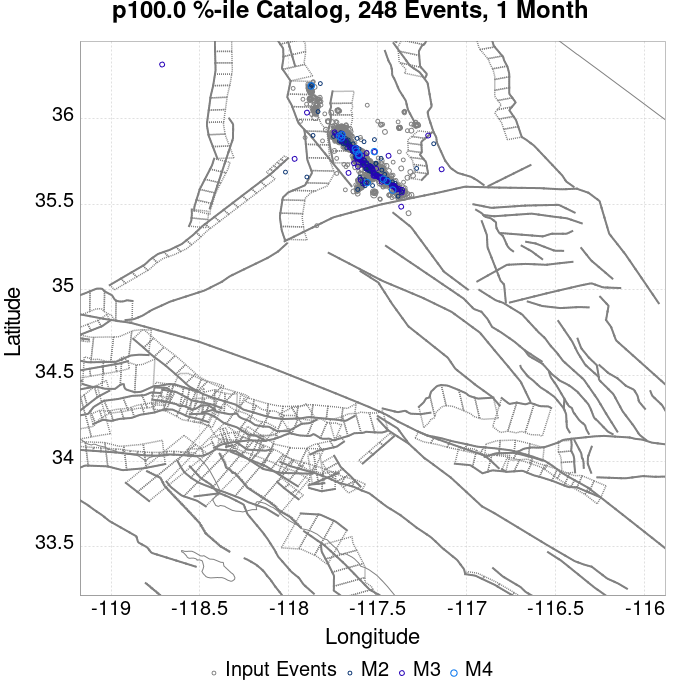 p100.0 %-ile Catalog, 248 Events, 1 Month
36
35.5
35
34.5
34
33.5
Latitude
-119
-118.5
-118
-117.5
-117
-116.5
-116
Longitude
Input Events
M2
M3
M4